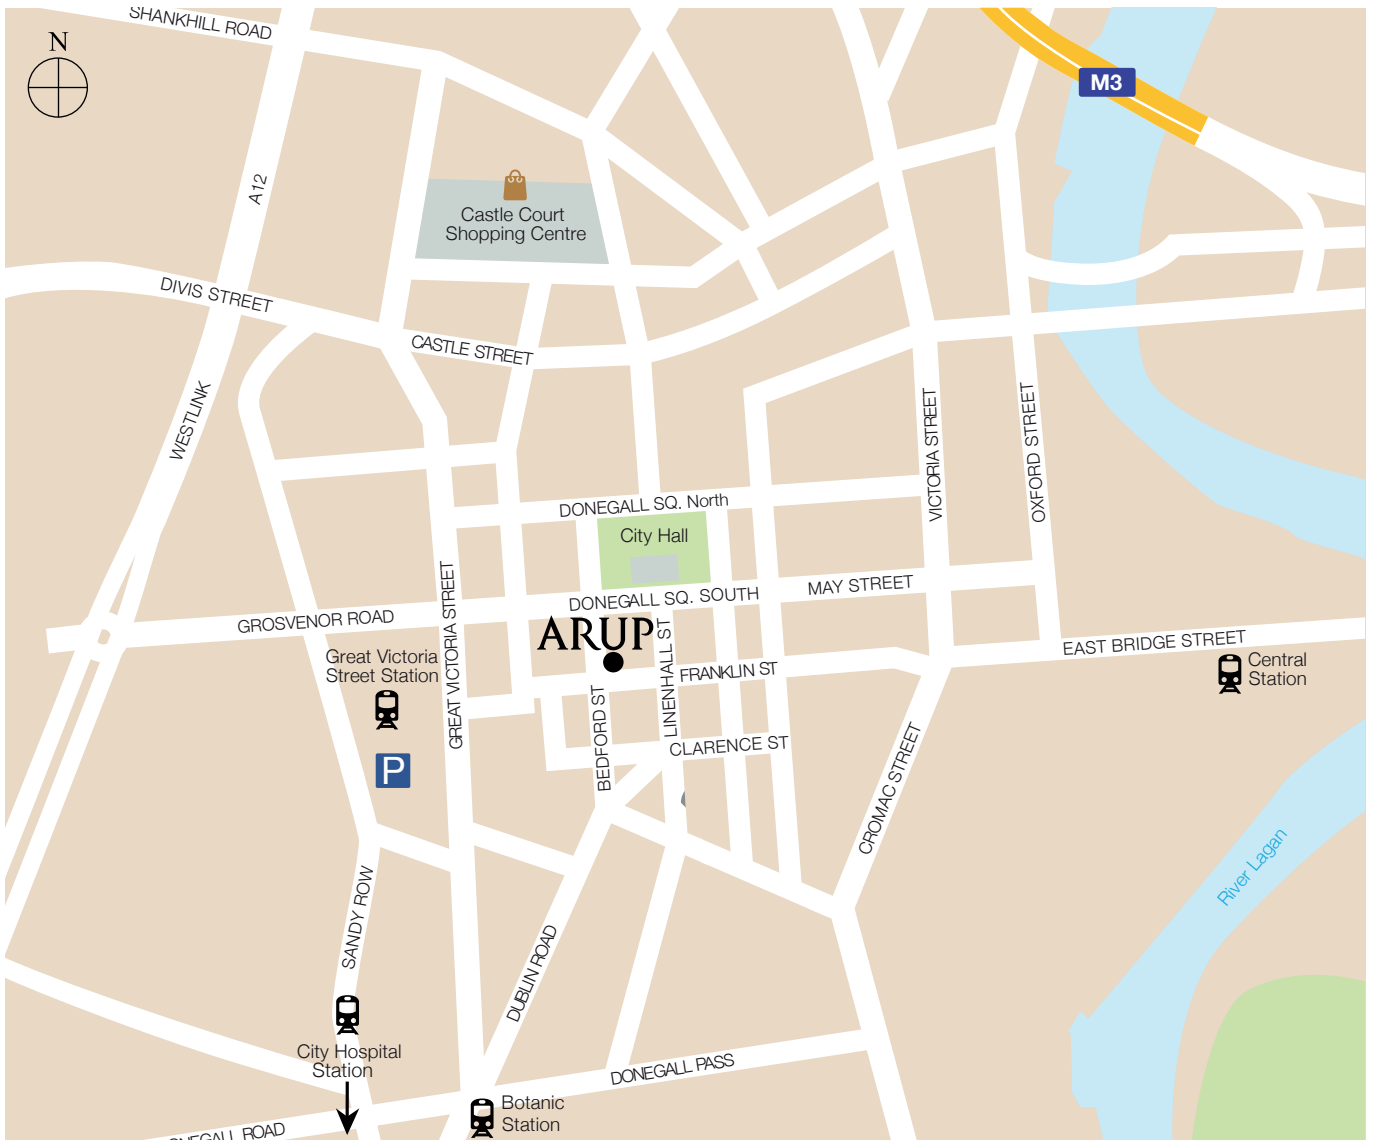 SHANKHILL ROAD
N
M3
A12
Castle Court
Shopping Centre
DIVIS STREET
CASTLE STREET
WESTLINK
VICTORIA STREET
OXFORD STREET
DONEGALL SQ. North
City Hall
DONEGALL SQ. SOUTH
MAY STREET
GROSVENOR ROAD
GREAT VICTORIA STREET
ARUP
LINENHALL ST
EAST BRIDGE STREET
Great Victoria
Street Station
Central
Station
FRANKLIN ST
BEDFORD ST
CLARENCE ST
P
CROMAC STREET
River Lagan
SANDY ROW
DUBLIN ROAD
City Hospital
Station
DONEGALL PASS
Botanic
Station
NEGALL ROAD